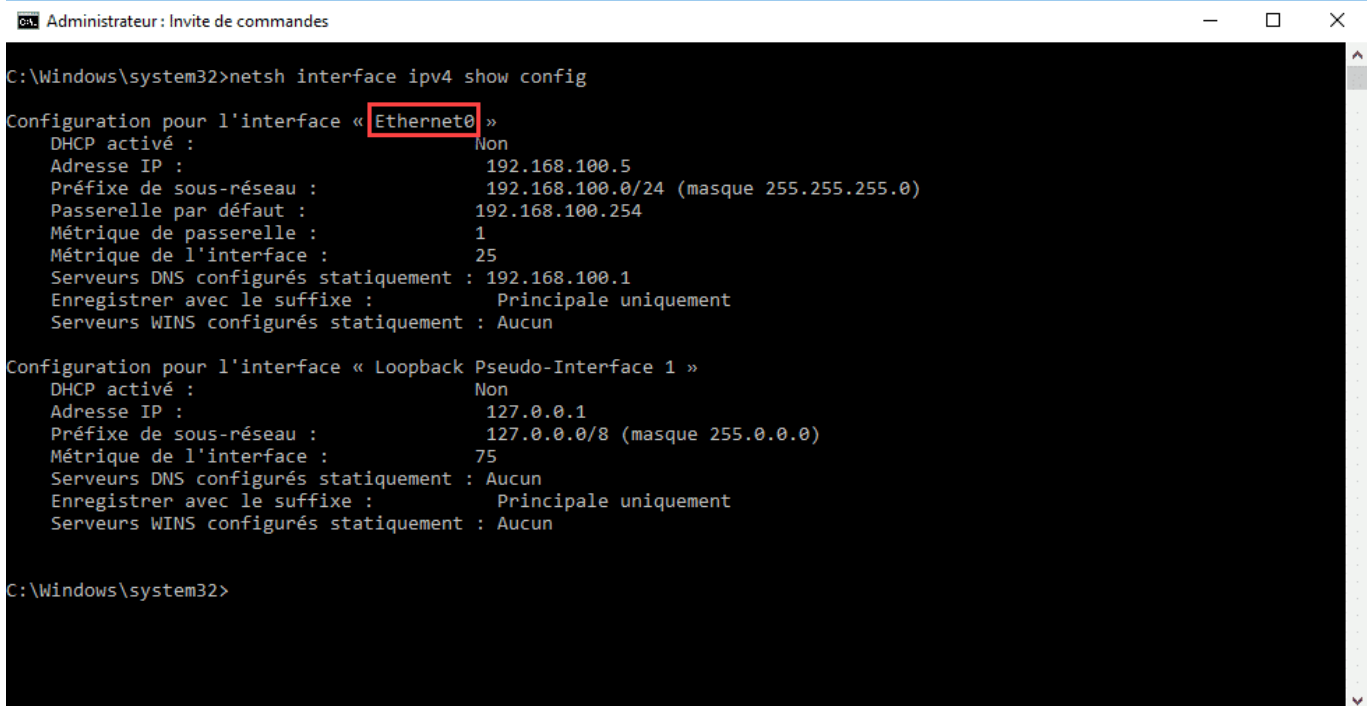 Administrateur : Invite de commandes
C:\Windows\system32>netsh interface ipv4 show config
Configuration pour l'interface « Ethernet0 »
DHCP activé : Non
Adresse IP : 192.168.100.5
Préfixe de sous-réseau : 192.168.100.0/24 (masque 255.255.255.0)
Passerelle par défaut : 192.168.100.254
Métrique de passerelle : 1
Métrique de l'interface : 25
Serveurs DNS configurés statiquement : 192.168.100.1
Enregistrer avec le suffixe : Principale uniquement
Serveurs WINS configurés statiquement : Aucun
Configuration pour l'interface « Loopback Pseudo-Interface 1 »
DHCP activé : Non
Adresse IP : 127.0.0.1
Préfixe de sous-réseau : 127.0.0.0/8 (masque 255.0.0.0)
Métrique de l'interface : 75
Serveurs DNS configurés statiquement : Aucun
Enregistrer avec le suffixe : Principale uniquement
Serveurs WINS configurés statiquement : Aucun
C:\Windows\system32>